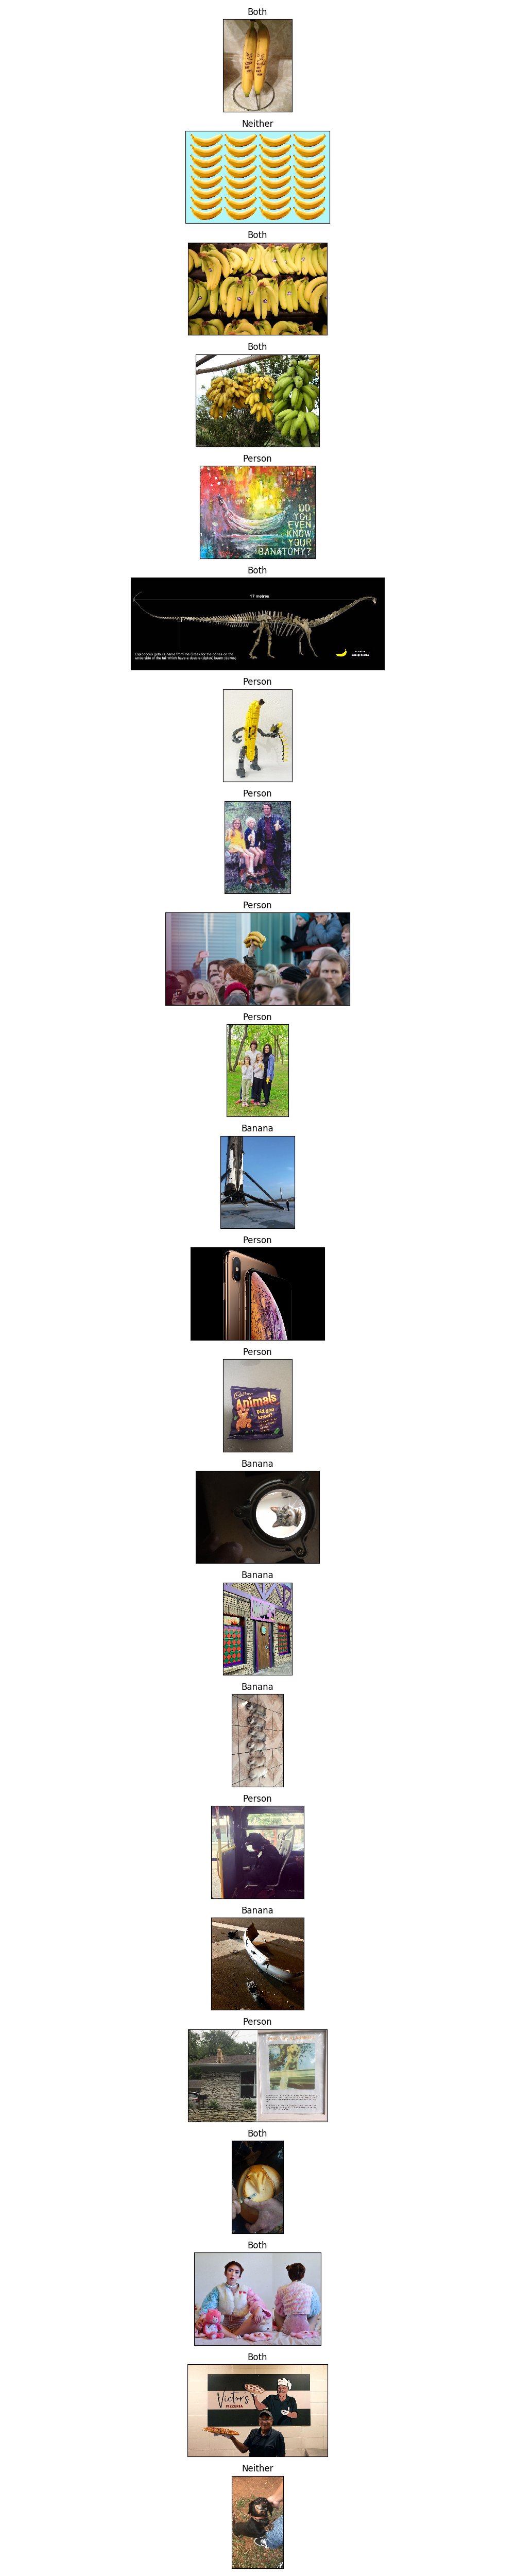 Both
Neither
Both
Both
Person
DO
YOU
EVEN
KNOW
YOUR
BANATOMY?
Both
17 metres
Diplodocus gets its name from the Greek for the bones on the
underside of the tail which have a double (diplos) beam (dokos)
Person
Person
Person
Person
Banana
Person
Person
Cadbury
Animals
Did you
know?
Banana
Banana
Banana
Person
Banana
Person
Both
Both
Both
Victor's
PIZZERIA
Neither